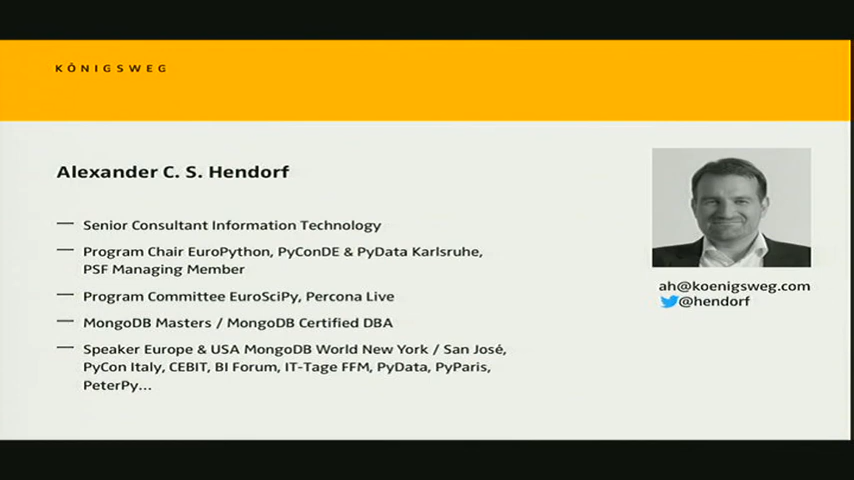 KÖNIGSWEG
Alexander C. S. Hendorf
— Senior Consultant Information Technology
— Program Chair EuroPython, PyConDE & PyData Karlsruhe,
PSF Managing Member
— Program Committee EuroSciPy, Percona Live
— MongoDB Masters / MongoDB Certified DBA
— Speaker Europe & USA MongoDB World New York / San José,
PyCon Italy, CEBIT, BI Forum, IT-Tage FFM, PyData, PyParis,
PeterPy...
ah@koenigsweg.com
@hendorf